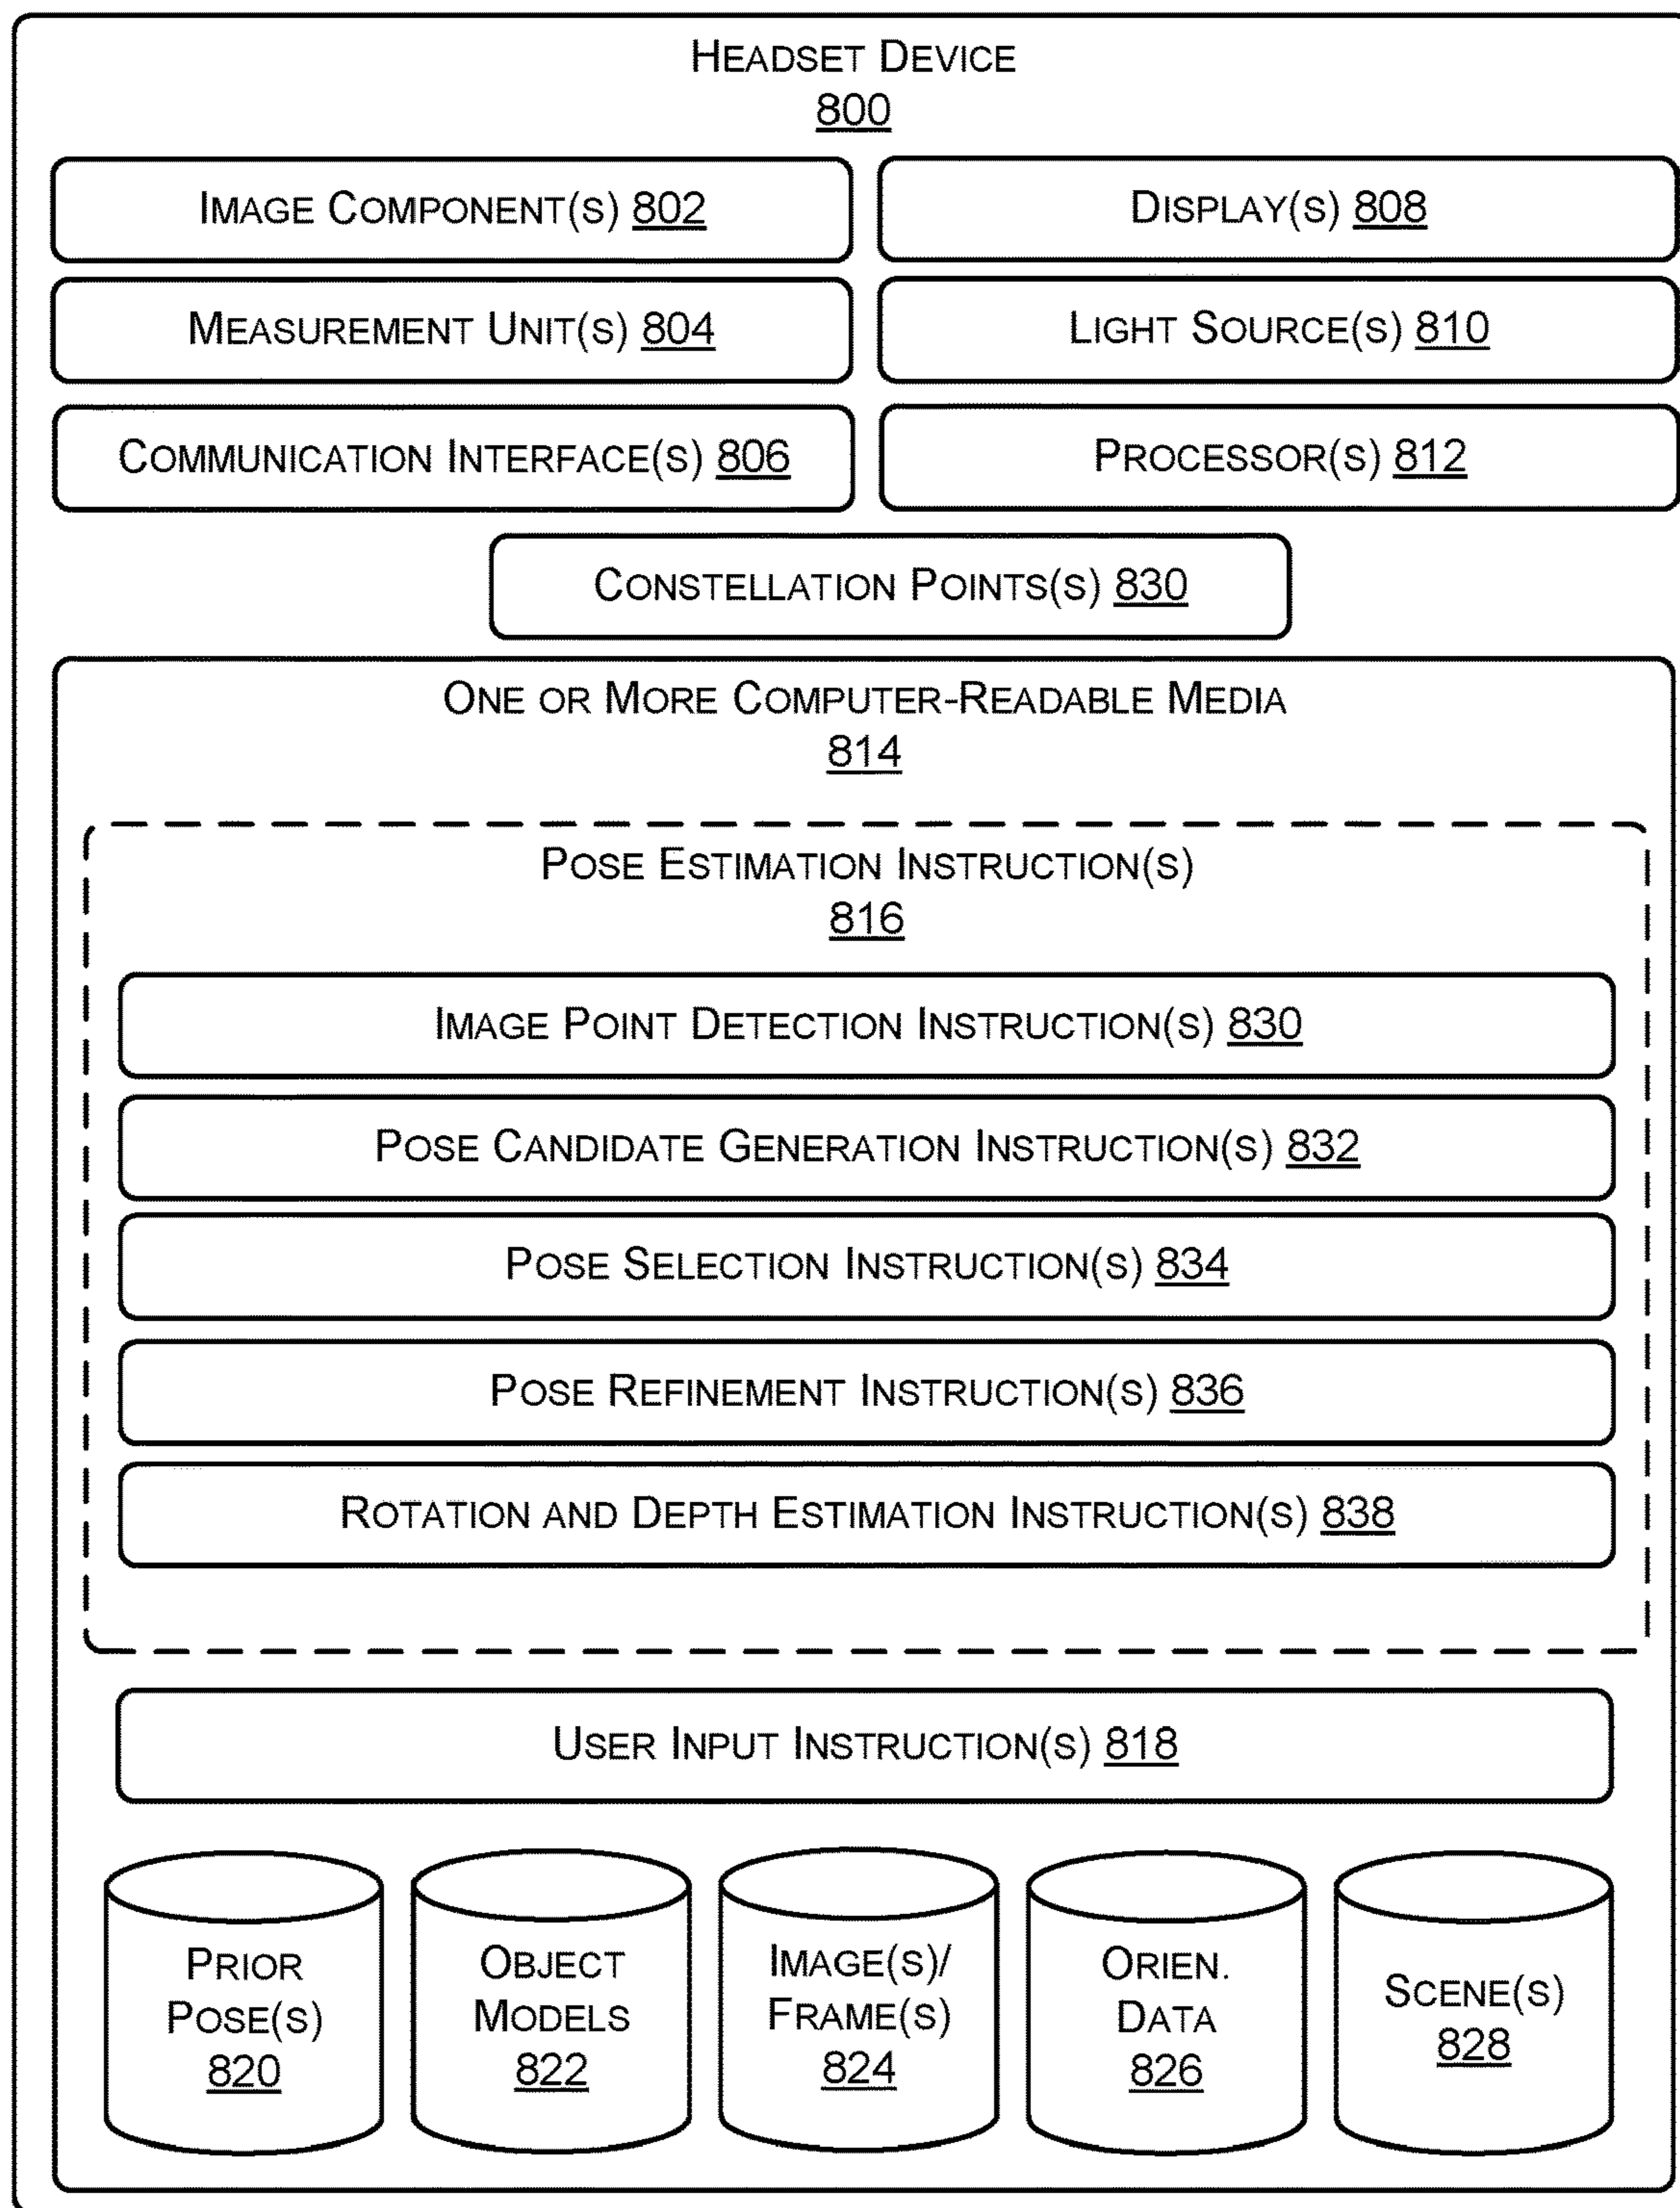 HEADSET DEVICE
800
IMAGE COMPONENT(S) 802
DISPLAY(S) 808
MEASUREMENT UNIT(S) 804
LIGHT SOURCE(S) 810
COMMUNICATION INTERFACE(S) 806
PROCESSOR(S) 812
CONSTELLATION POINTS(S) 830
ONE OR MORE COMPUTER-READABLE MEDIA
814
POSE ESTIMATION INSTRUCTION(S)
816
IMAGE POINT DETECTION INSTRUCTION(S) 830
POSE CANDIDATE GENERATION INSTRUCTION(S) 832
POSE SELECTION INSTRUCTION(S) 834
POSE REFINEMENT INSTRUCTION(S) 836
ROTATION AND DEPTH ESTIMATION INSTRUCTION(S) 838
USER INPUT INSTRUCTION(S) 818
PRIOR
POSE(S)
820
OBJECT
MODELS
822
IMAGE(S)/
FRAME(S)
824
ORIEN.
DATA
826
SCENE(S)
828